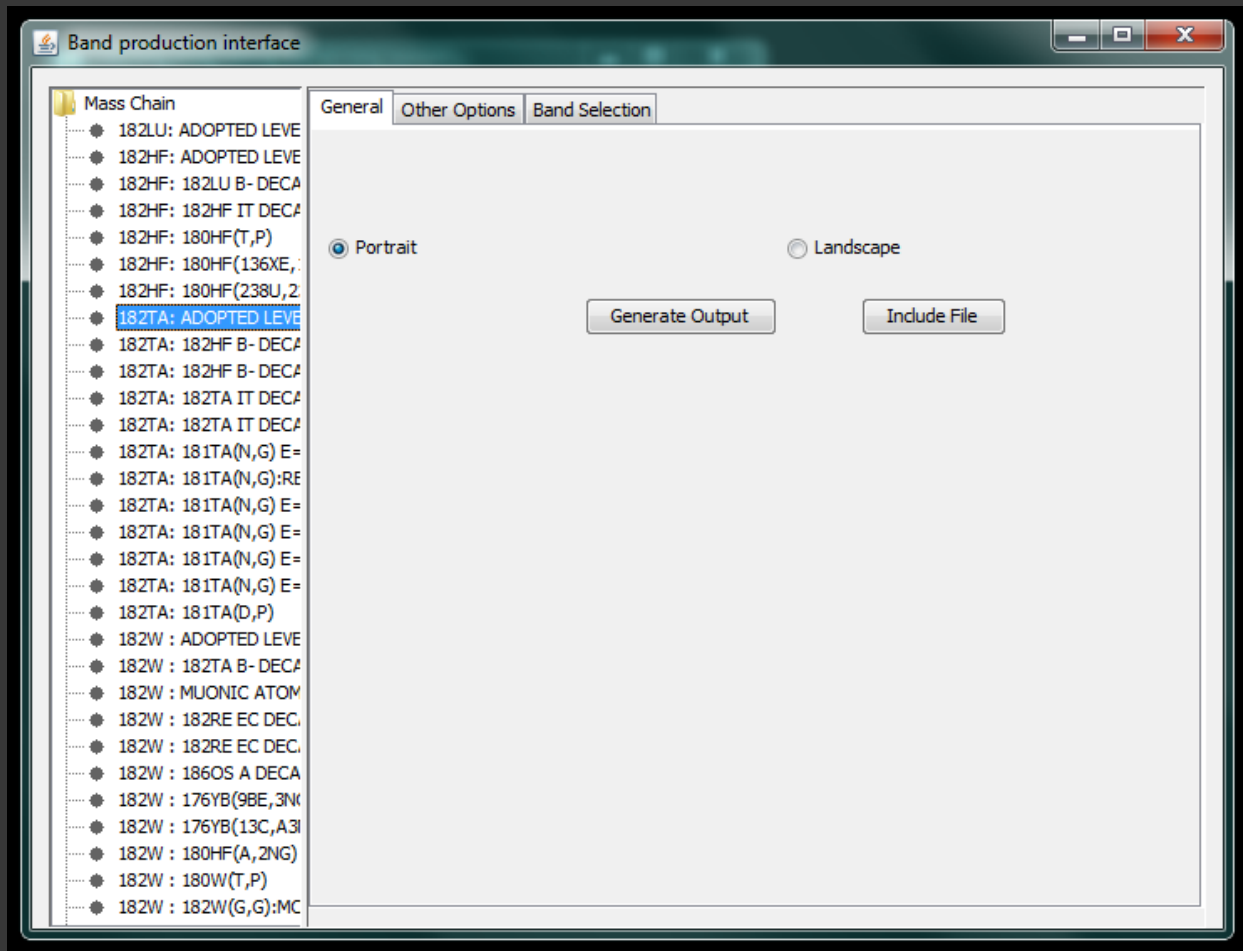 Band production interface
Mass Chain
182LU: ADOPTED LEVE
182HF: ADOPTED LEVE
182HF: 182LU B- DECA
182HF: 182HF IT DECA
182HF: 180HF(T,P)
182HF: 180HF(136XE,
182HF: 180HF(238U,2
182TA: ADOPTED LEVE
182TA: 182HF B- DECA
182TA: 182HF B- DECA
182TA: 182TA IT DECA
182TA: 182TA IT DECA
182TA: 181TA(N,G) E=
182TA: 181TA(N,G):RE
182TA: 181TA(N,G) E=
182TA: 181TA(N,G) E=
182TA: 181TA(N,G) E=
182TA: 181TA(N,G) E=
182TA: 181TA(D,P)
182W : ADOPTED LEVE
182W : 182TA B- DECA
182W : MUONIC ATOM
182W : 182RE EC DEC
182W : 182RE EC DEC
182W : 186OS A DECA
182W : 176YB(9BE,3N
182W : 176YB(13C,A3
182W : 180HF(A,2NG)
182W : 180W(T,P)
182W : 182W(G,G):MO
General Other Options Band Selection
Portrait Landscape
Generate Output Include File